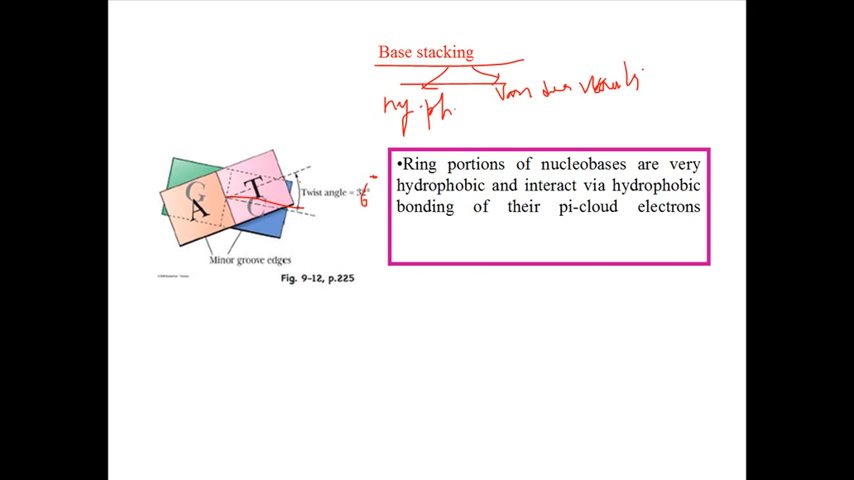 Base stacking
hy. ph.
Van der Waals
•Ring portions of nucleobases are very
hydrophobic and interact via hydrophobic
bonding of their pi-cloud electrons
G
T
A
C
Twist angle =
6
Minor groove edges
Fig. 9-12, p.225